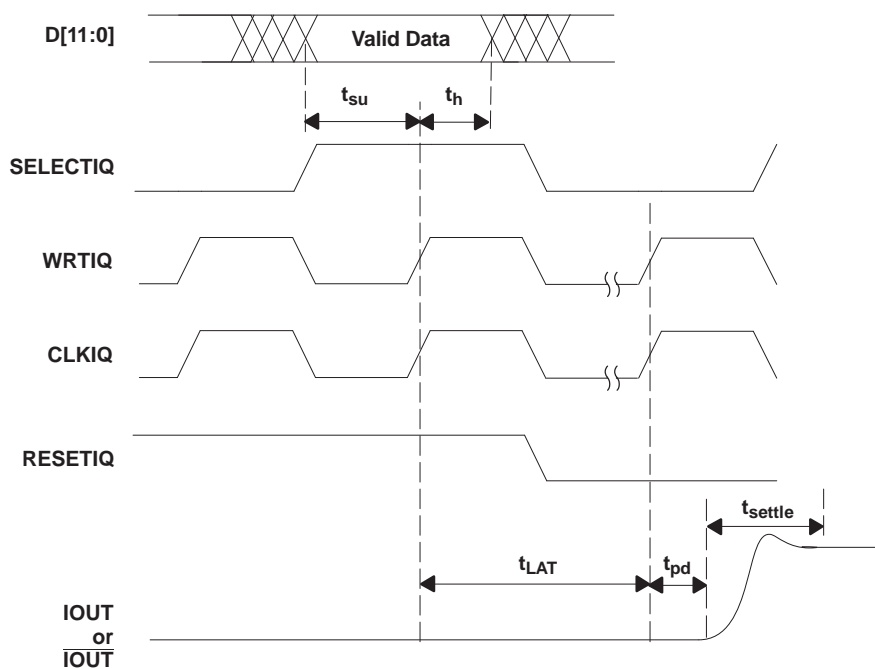 D[11:0]
Valid Data
tsu
th
SELECTIQ
WRTIQ
CLKIQ
RESETIQ
tsettle
tLAT
tpd
IOUT
or
IOUT